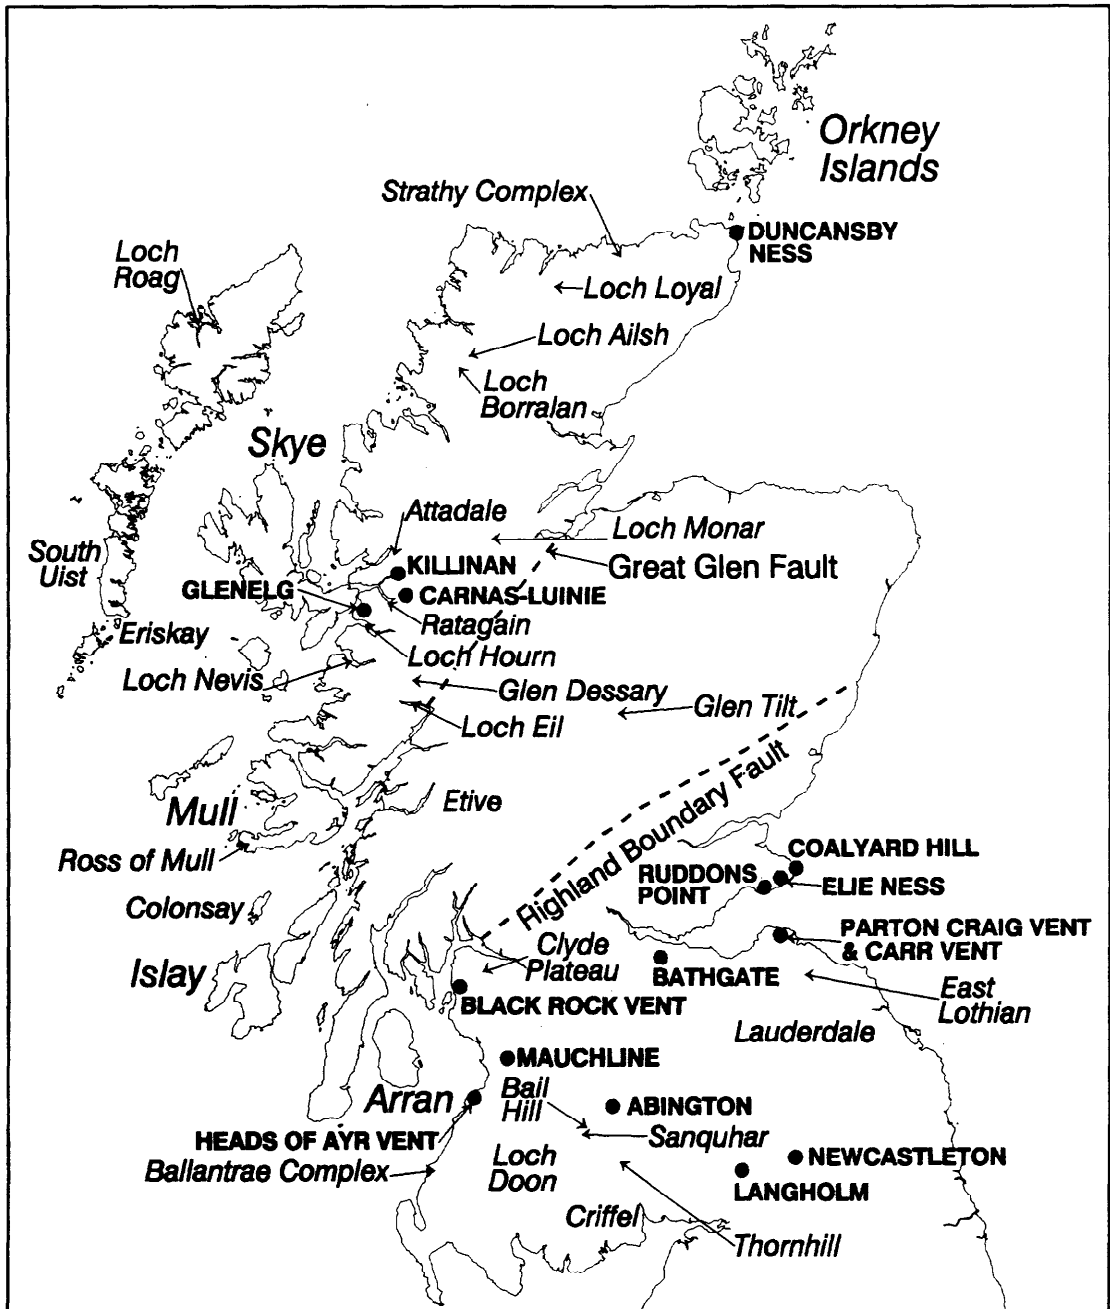 Orkney
Islands
Strathy Complex
DUNCANSBY
NESS
Loch
Roag
Loch Loyal
Loch Ailsh
Loch
Borralan
Skye
Attadale
Loch Monar
South
Uist
KILLINAN
Great Glen Fault
GLENELG
CARNAS-LUINIE
Eriskay
Ratagain
Loch Hourn
Loch Nevis
Glen Dessary
Glen Tilt
Loch Eil
Highland Boundary Fault
Mull
Etive
Ross of Mull
COALYARD HILL
RUDDONS
POINT
ELIE NESS
Colonsay
PARTON CRAIG VENT
& CARR VENT
Clyde
Plateau
Islay
BATHGATE
BLACK ROCK VENT
East
Lothian
Lauderdale
MAUCHLINE
Arran
Bail
Hill
ABINGTON
HEADS OF AYR VENT
Sanquhar
Ballantrae Complex
Loch
Doon
NEWCASTLETON
LANGHOLM
Criffel
Thornhill